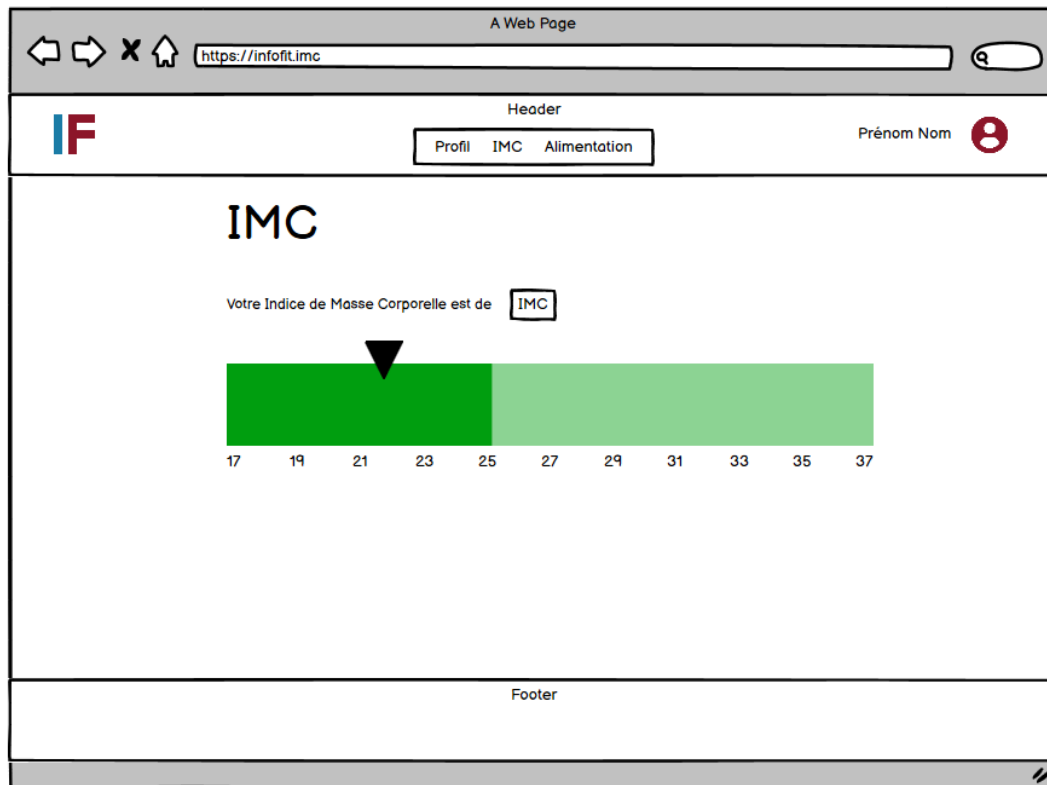 A Web Page
https://infofit.imc
Header
IF
Profil IMC Alimentation
Prénom Nom
IMC
Votre Indice de Masse Corporelle est de IMC
17 19 21 23 25 27 29 31 33 35 37
Footer